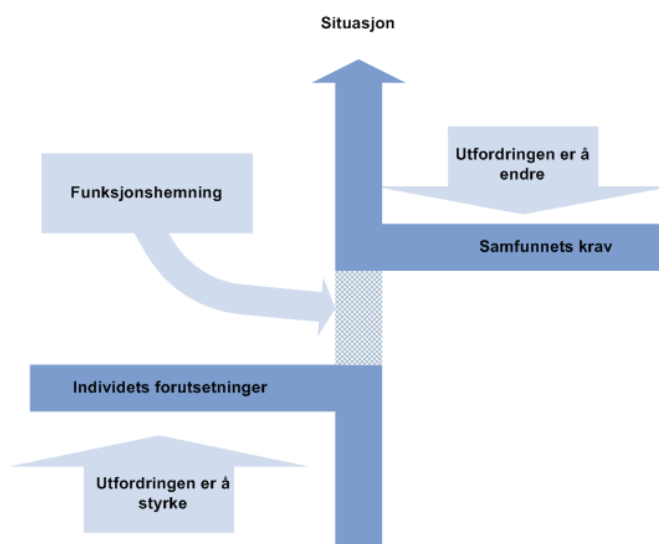 Situasjon
Utfordringen er å
endre
Funksjonshemning
Samfunnets krav
Individets forutsetninger
Utfordringen er å
styrke